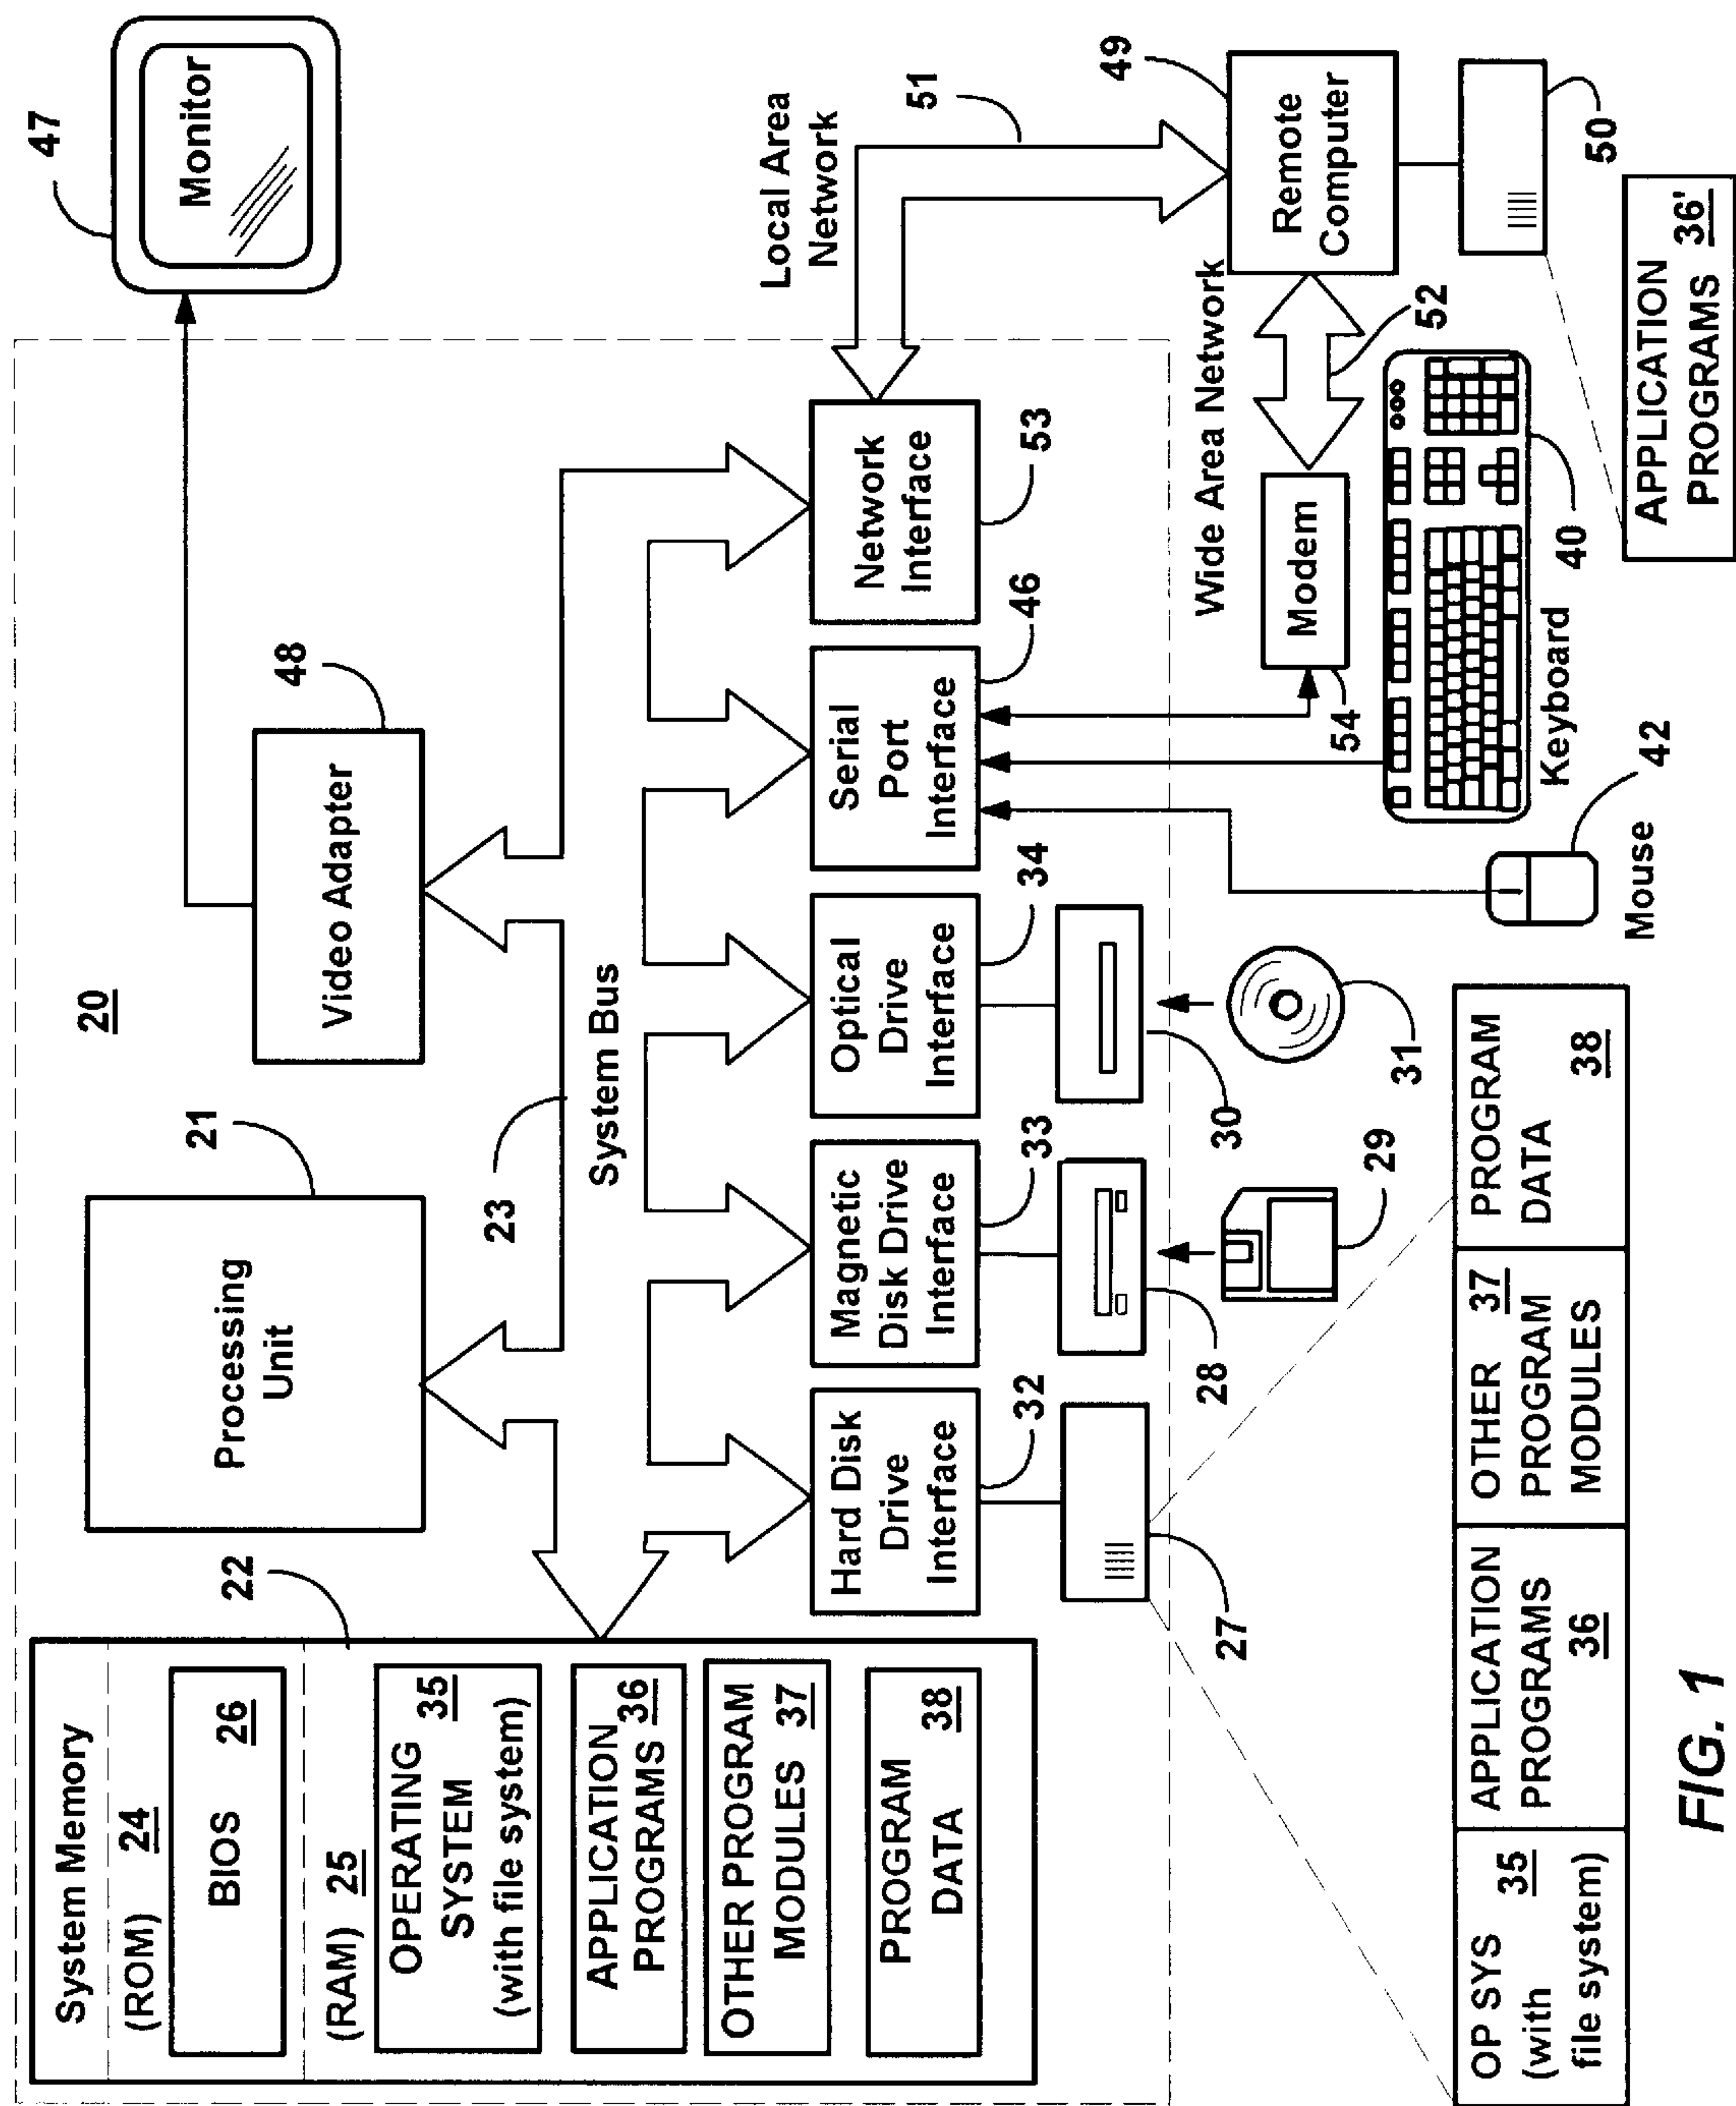 System Memory
(ROM) 24
BIOS 26
(RAM) 25
OPERATING 35
SYSTEM
(with file system)
APPLICATION
PROGRAMS 36
OTHER PROGRAM
MODULES 37
PROGRAM
DATA 38
22
Processing
Unit
21
20
Video Adapter
48
47
Monitor
23
System Bus
Hard Disk
Drive
Interface
32
Magnetic
Disk Drive
Interface
33
Optical
Drive
Interface
34
Serial
Port
Interface
46
Network
Interface
53
Local Area
Network
51
49
Remote
Computer
Wide Area Network
52
Modem
54
27
28
29
30
31
Mouse
42
Keyboard
40
50
APPLICATION
PROGRAMS 36'
OP SYS 35
(with
file system)
APPLICATION
PROGRAMS
36
OTHER 37
PROGRAM
MODULES
PROGRAM
DATA
38
FIG. 1